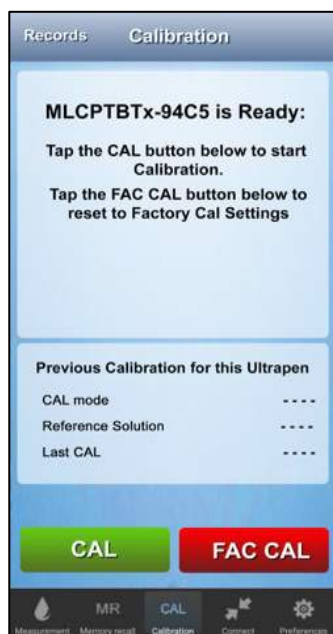 Records Calibration
MLCPTBTx-94C5 is Ready:
Tap the CAL button below to start
Calibration.
Tap the FAC CAL button below to
reset to Factory Cal Settings
Previous Calibration for this Ultrapen
CAL mode ----
Reference Solution ----
Last CAL ----
CAL FAC CAL
MR CAL
Measurement Memory recall Calibration Connect Preferences